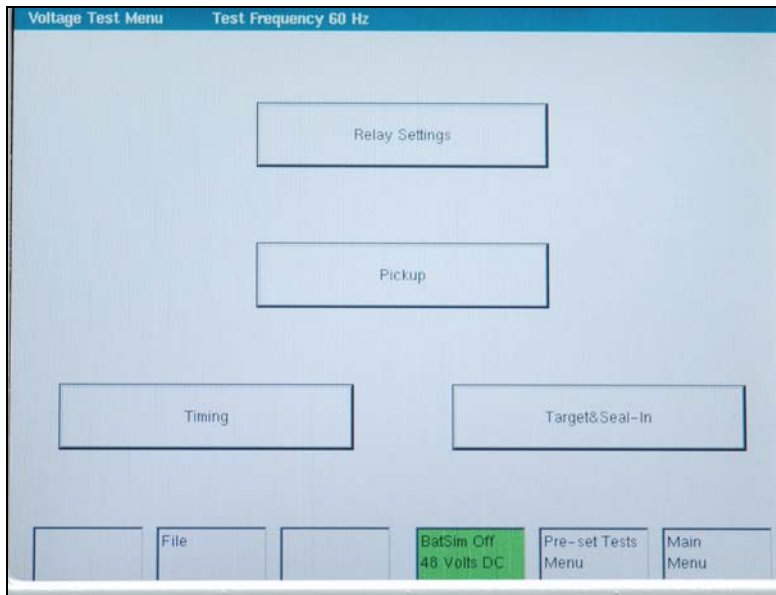 Voltage Test Menu Test Frequency 60 Hz
Relay Settings
Pickup
Timing Target&Seal-In
File BatSim Off Pre-set Tests Main
48 Volts DC Menu Menu